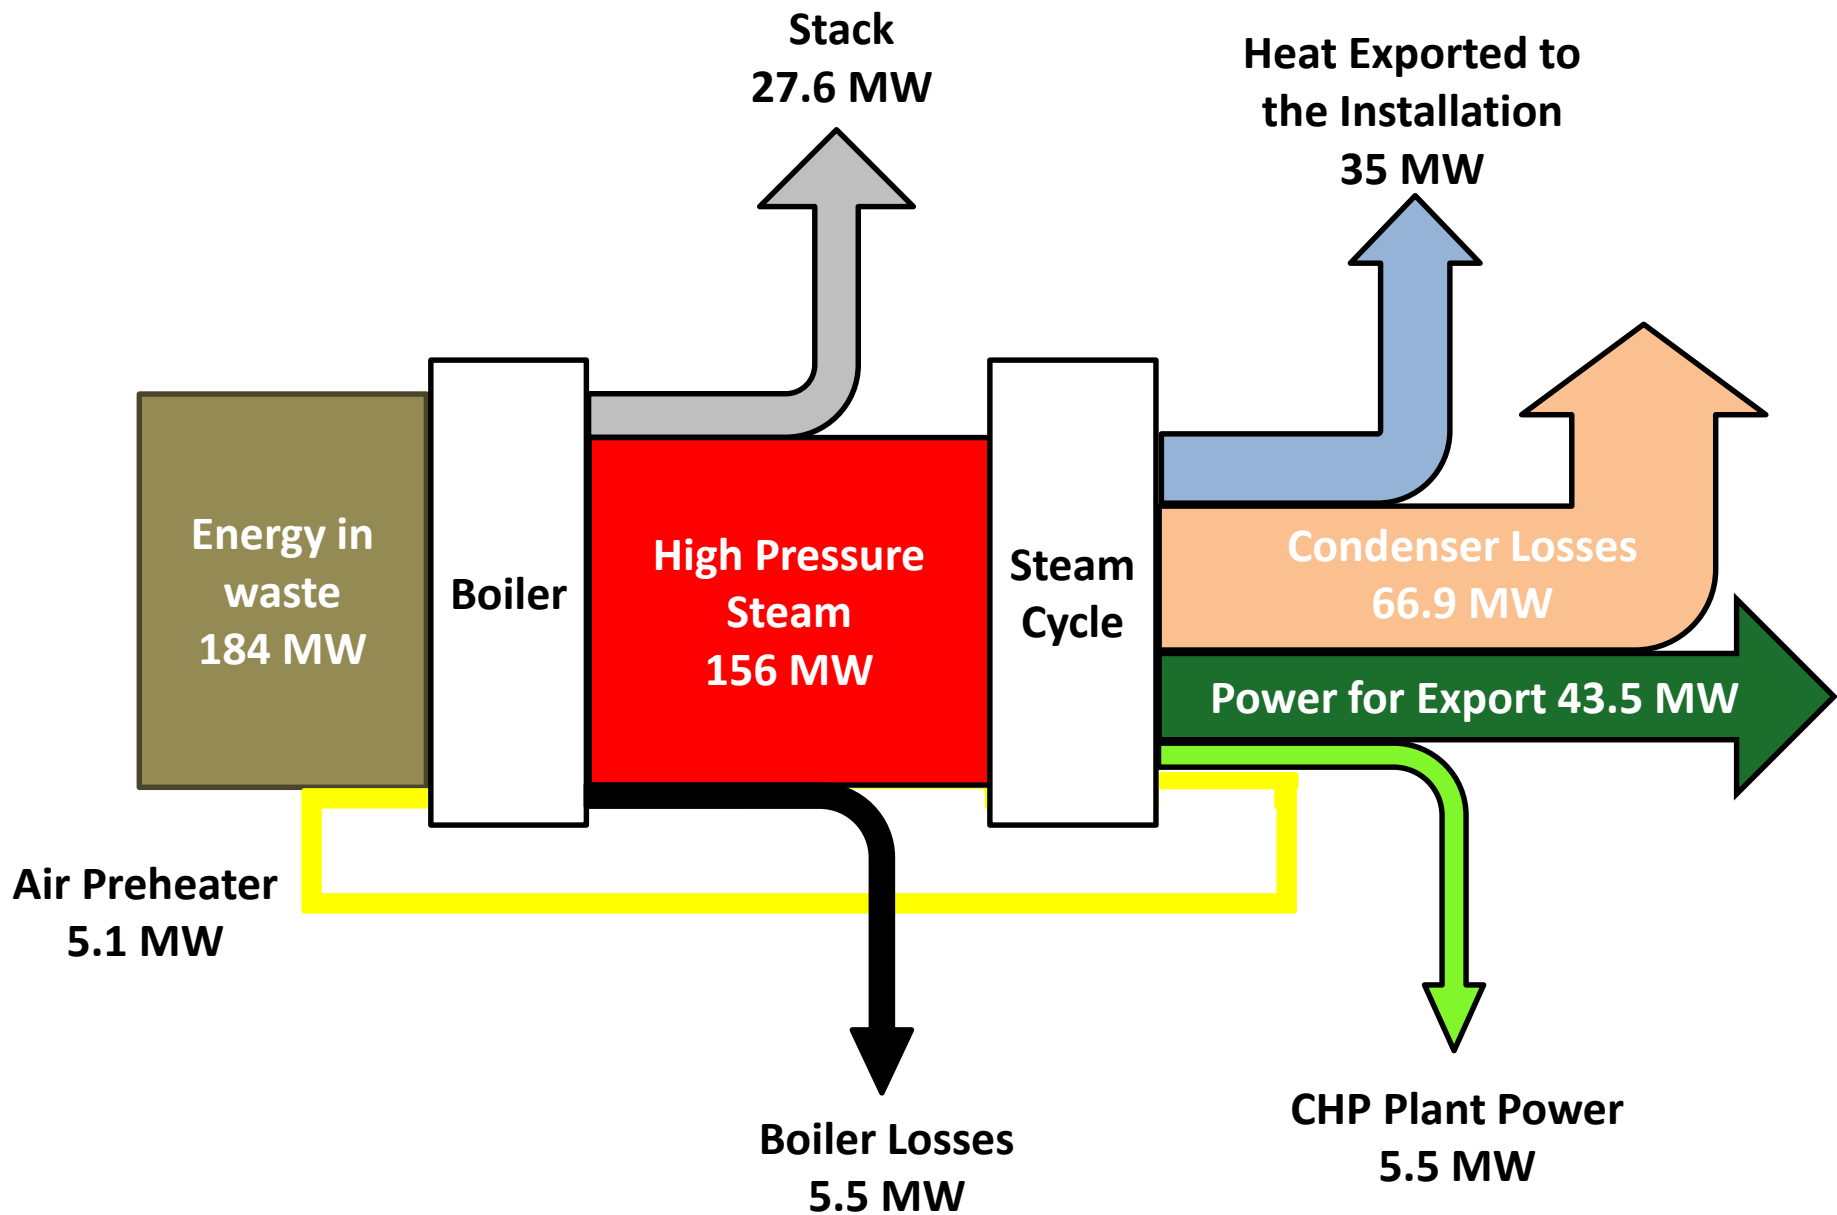 Stack
27.6 MW
Heat Exported to
the Installation
35 MW
Energy in
waste
184 MW
Boiler
High Pressure
Steam
156 MW
Steam
Cycle
Condenser Losses
66.9 MW
Power for Export 43.5 MW
Air Preheater
5.1 MW
Boiler Losses
5.5 MW
CHP Plant Power
5.5 MW